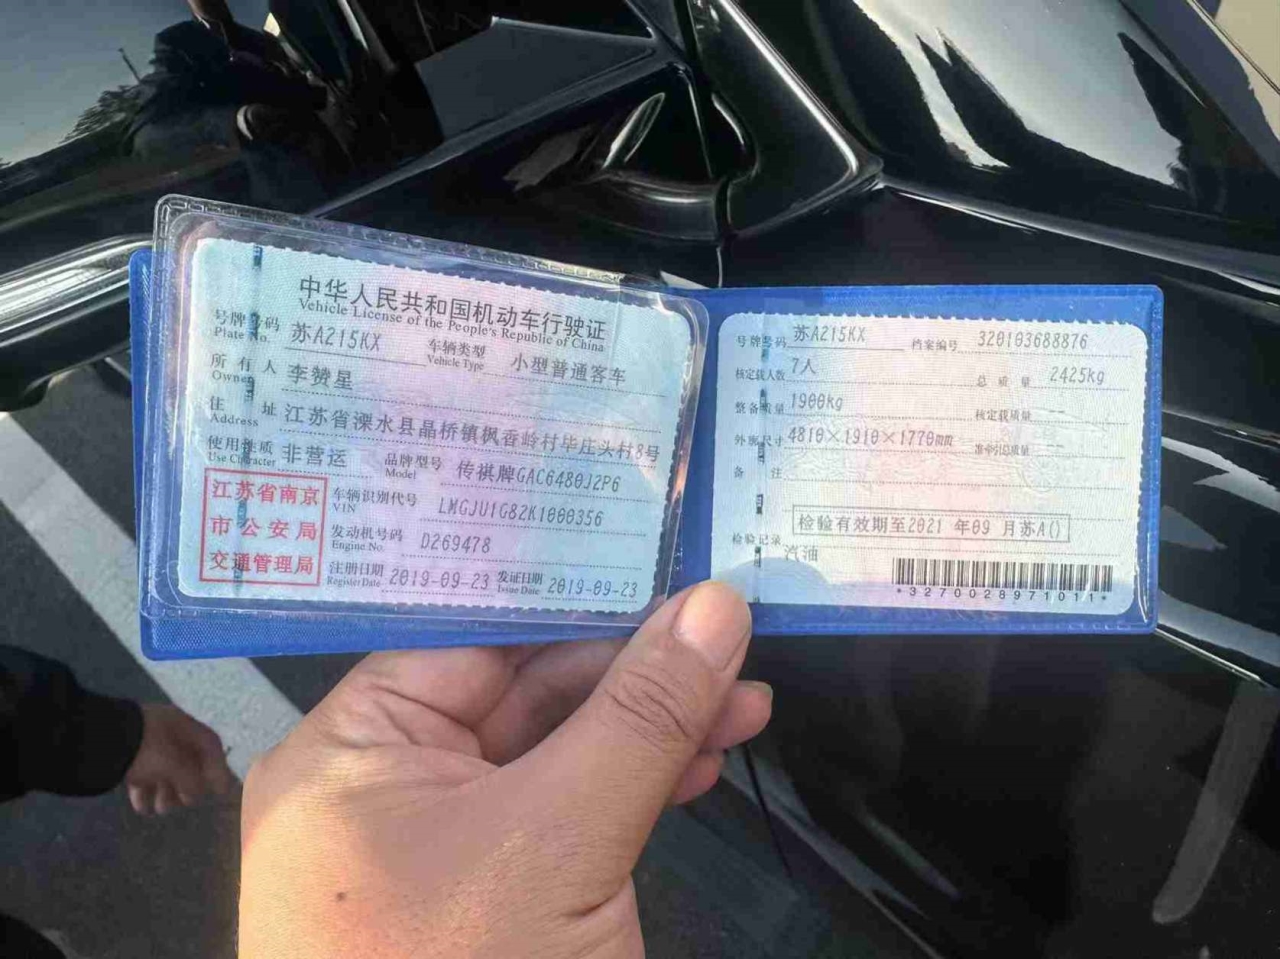 中华人民共和国机动车行驶证
Vehicle License of the People's Republic of China
号牌号码 苏A215KX 车辆类型 小型普通客车
Plate No. Vehicle Type
所有人 李赞星
Owner
住址 江苏省溧水县晶桥镇枫香岭村毕庄头村8号
Address
使用性质 非营运 品牌型号 传祺牌GAC6480J2P6
Use Character Model
江苏省南京
市公安局
交通管理局
车辆识别代号 LMGJU1G82K1000356
VIN
发动机号码 D269478
Engine No.
注册日期 2019-09-23 发证日期 2019-09-23
Register Date Issue Date
号牌号码 苏A215KX 档案编号 320103688876
核定载人数 7人 总质量 2425kg
整备质量 1900kg 核定载质量 --
外廓尺寸 4810×1910×1770mm 准牵引总质量 --
备注
检验有效期至2021 年09 月苏A()
检验记录
汽油
*3270028971011*